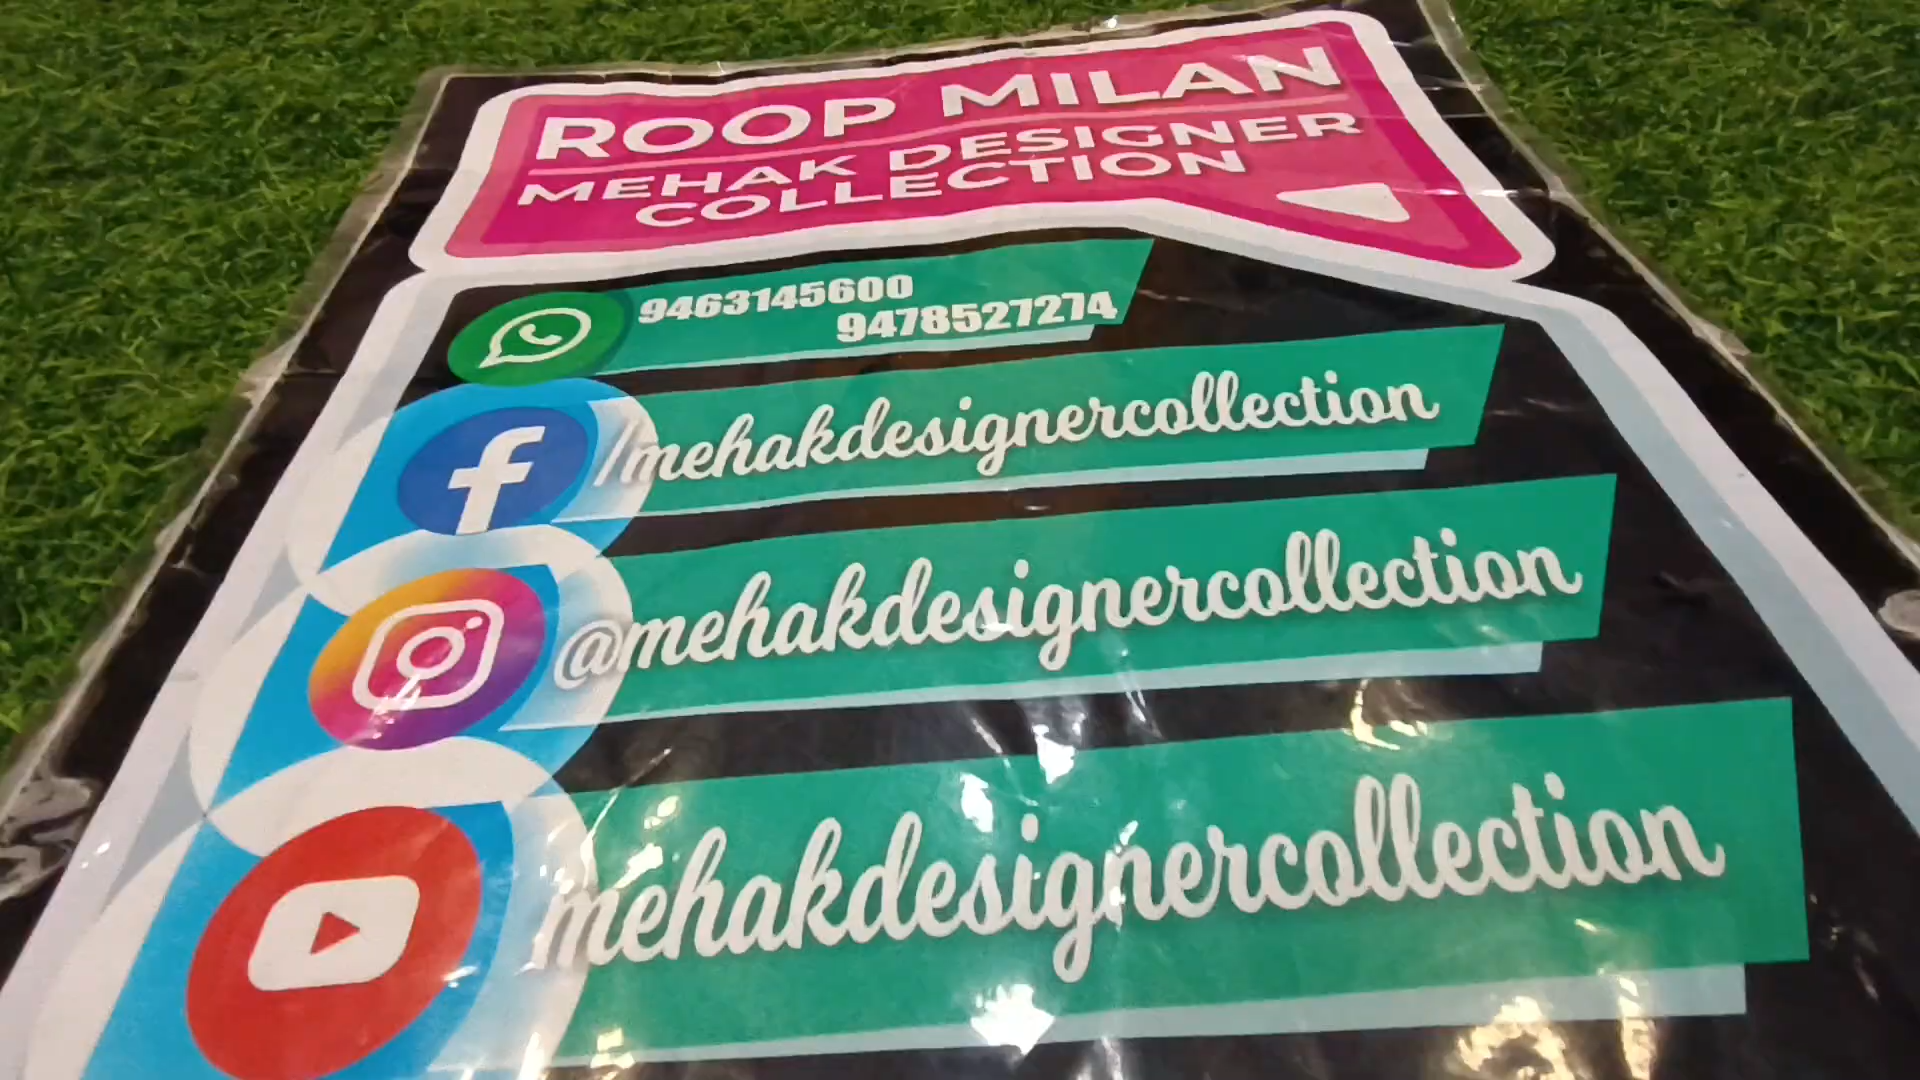 ROOP MILAN
MEHAK DESIGNER
COLLECTION
9463145600
9478527274
/mehakdesignercollection
@mehakdesignercollection
mehakdesignercollection